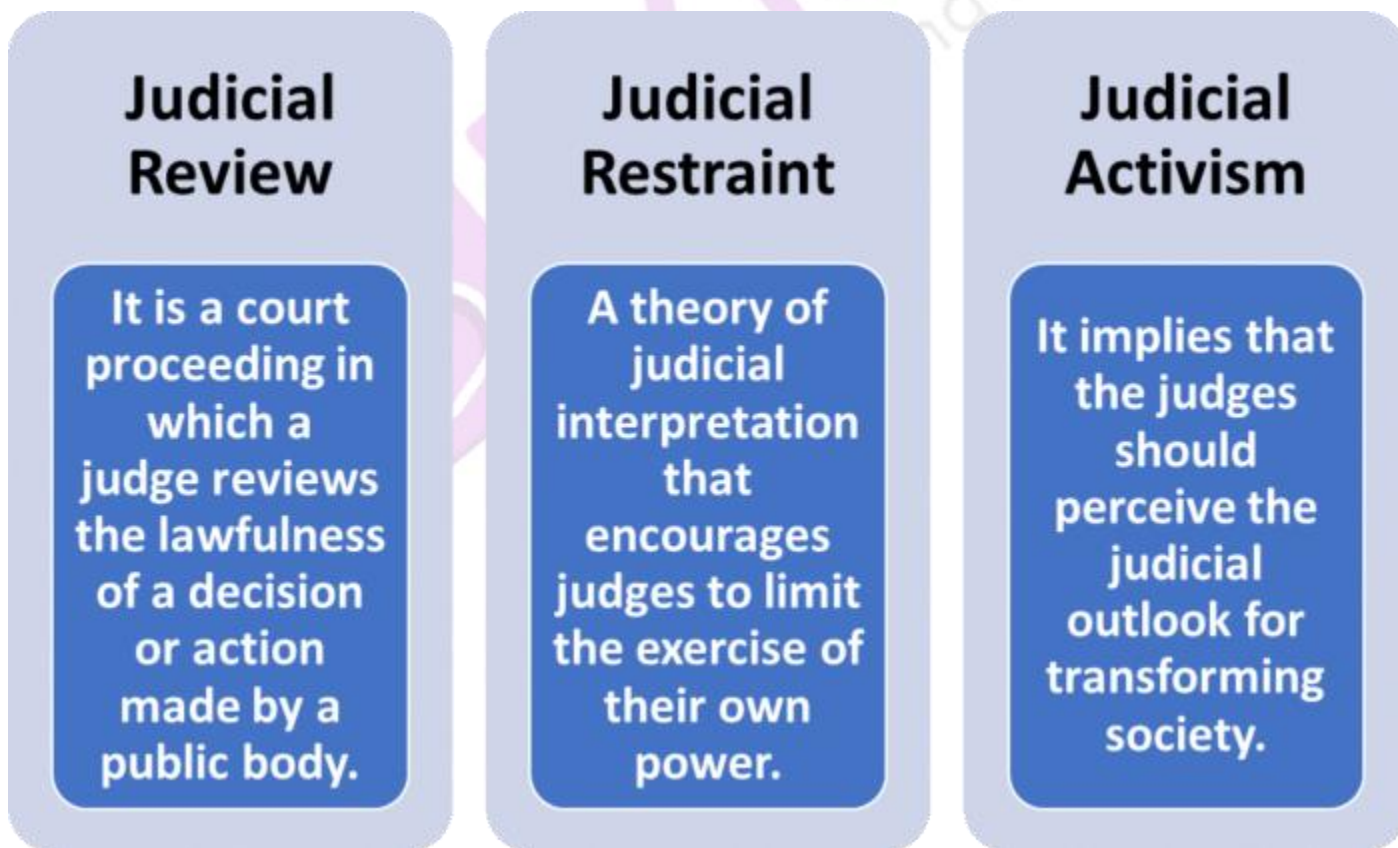 Judicial
Review
It is a court
proceeding in
which a
judge reviews
the lawfulness
of a decision
or action
made by a
public body.
Judicial
Restraint
A theory of
judicial
interpretation
that
encourages
judges to limit
the exercise of
their own
power.
Judicial
Activism
It implies that
the judges
should
perceive the
judicial
outlook for
transforming
society.